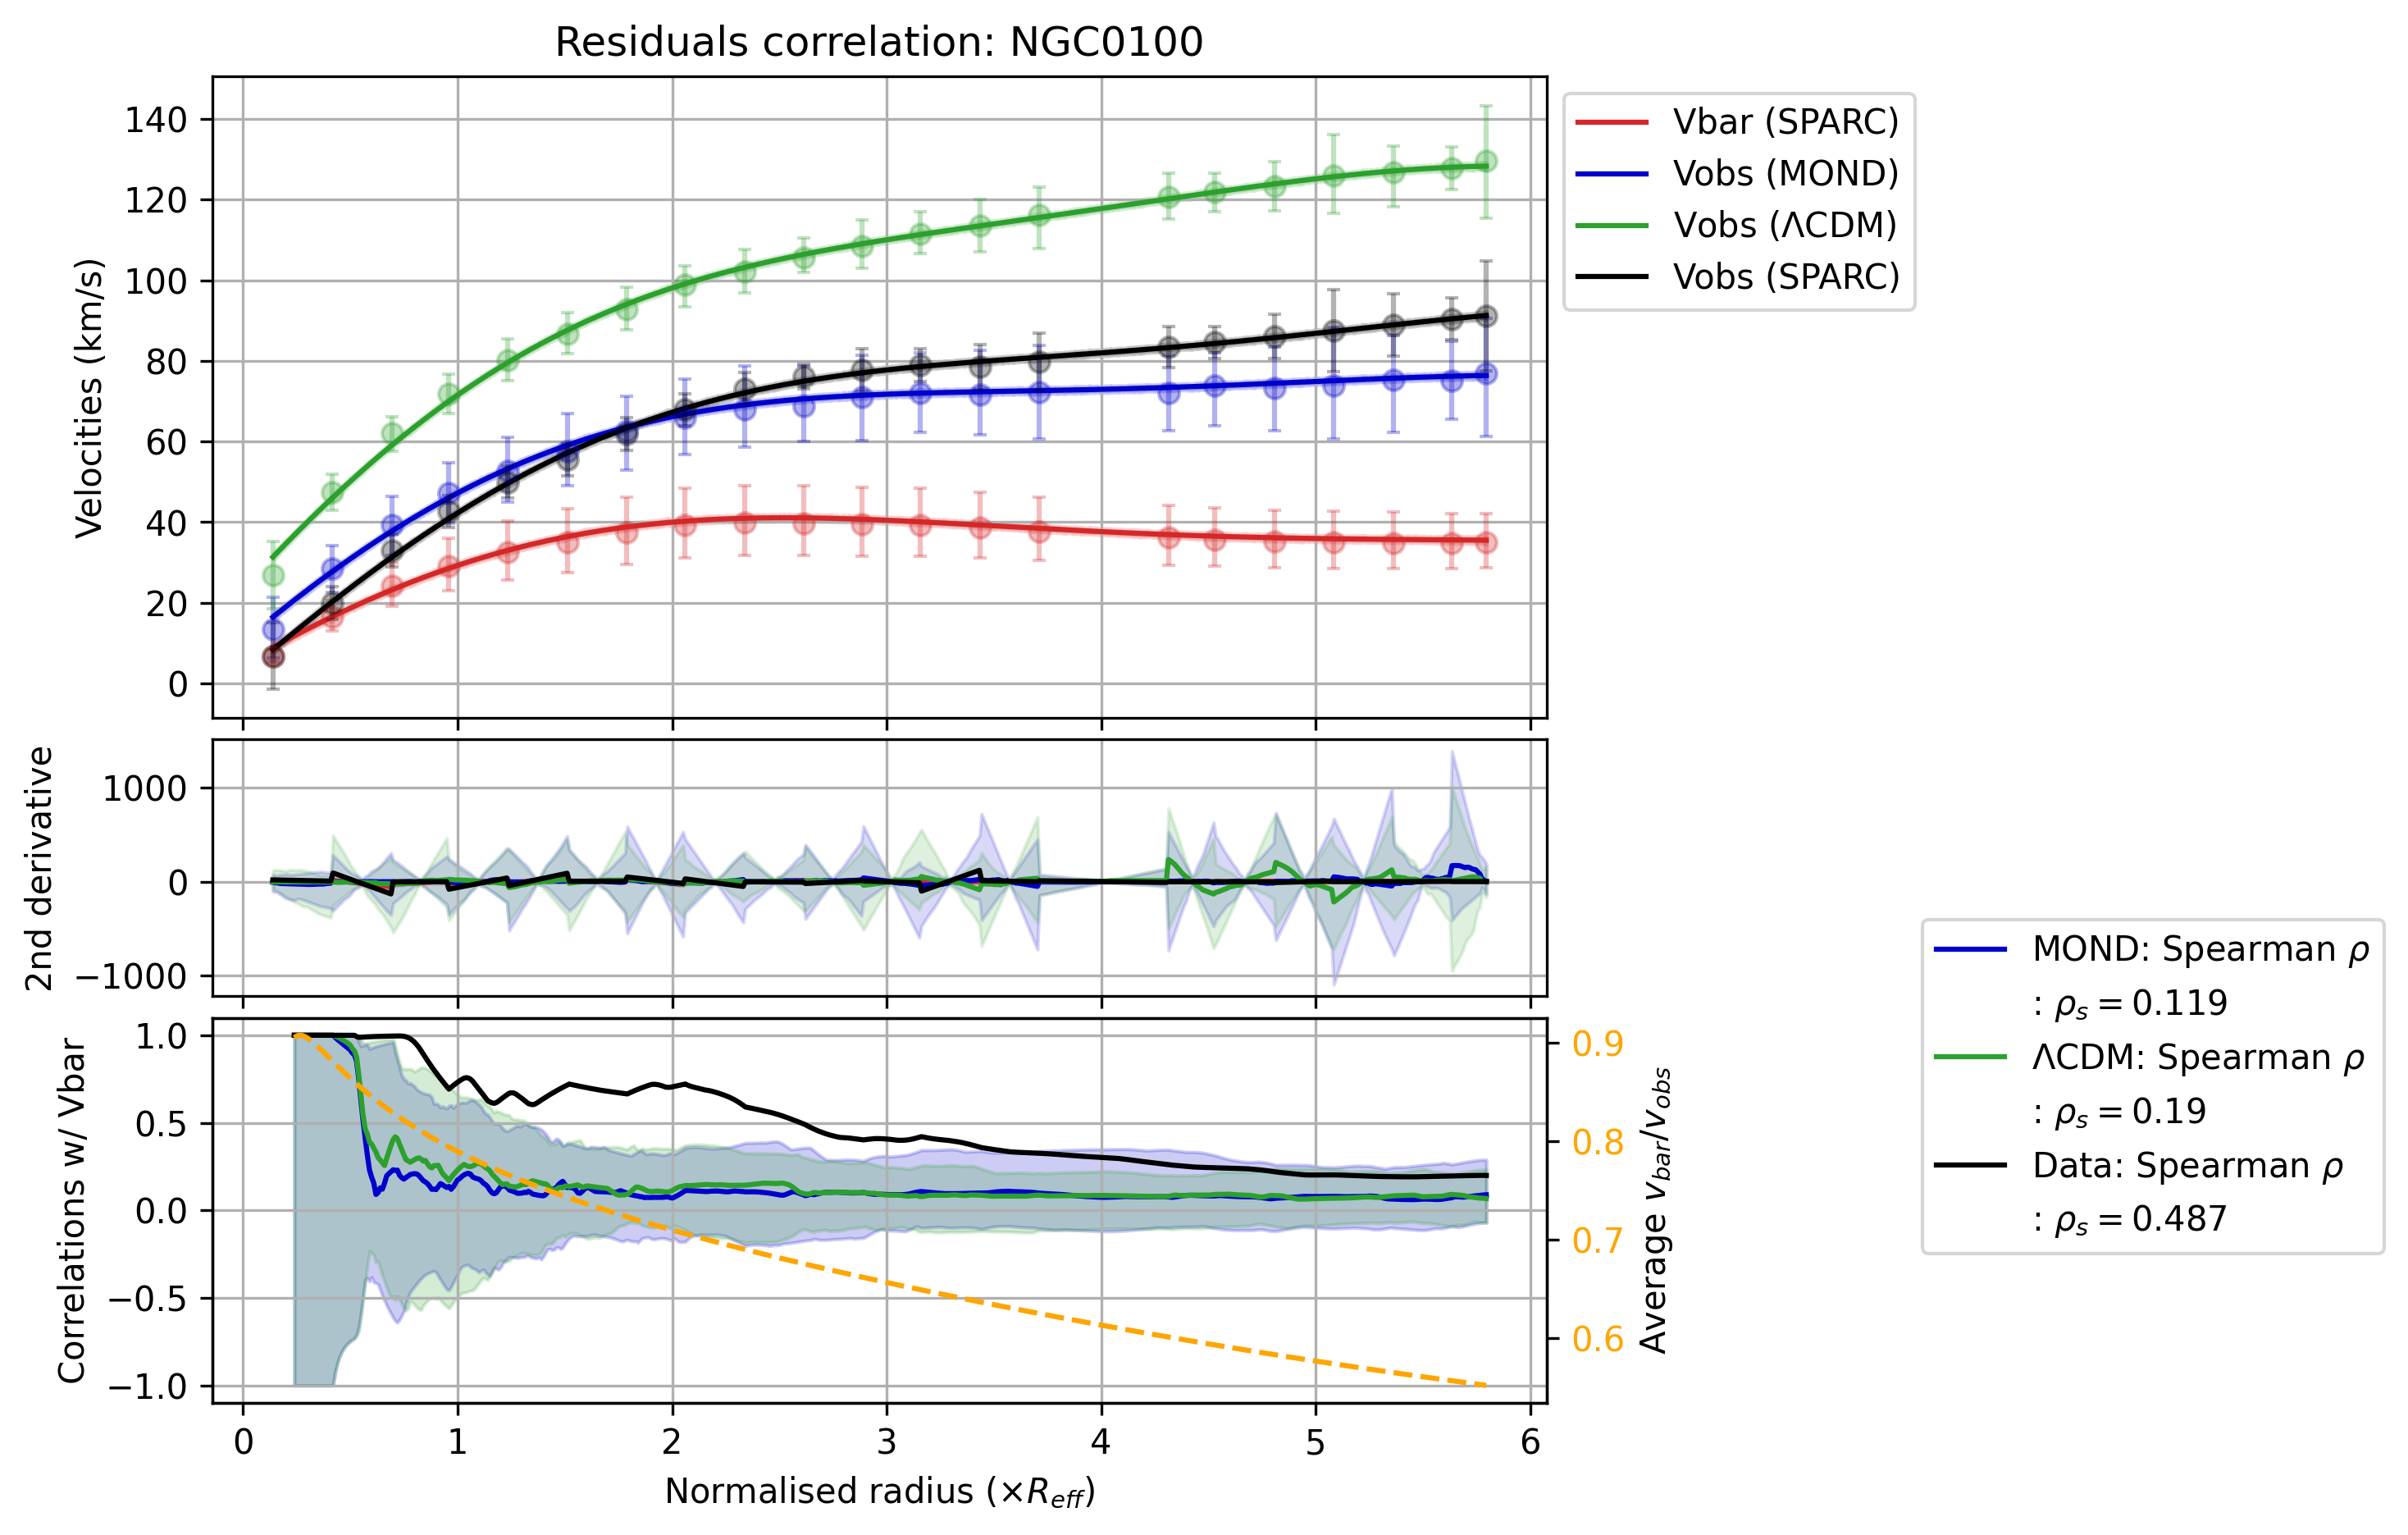 Residuals correlation: NGC0100
Velocities (km/s)
140
120
100
80
60
40
20
0
Vbar (SPARC)
Vobs (MOND)
Vobs (ΛCDM)
Vobs (SPARC)
2nd derivative
1000
0
−1000
Correlations w/ Vbar
1.0
0.5
0.0
−0.5
−1.0
0.9
0.8
0.7
0.6
Average v_bar/v_obs
MOND: Spearman ρ
: ρ_s = 0.119
ΛCDM: Spearman ρ
: ρ_s = 0.19
Data: Spearman ρ
: ρ_s = 0.487
0 1 2 3 4 5 6
Normalised radius (×R_eff)